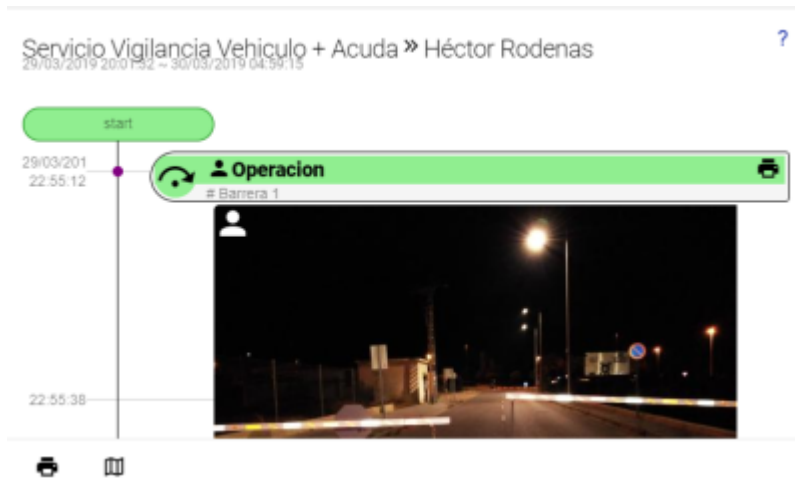 Servicio Vigilancia Vehiculo + Acuda » Héctor Rodenas
?
29/03/2019 20:01:32 ~ 30/03/2019 04:59:15
start
29/03/201
22:55:12
Operacion
# Barrera 1
22:55:38